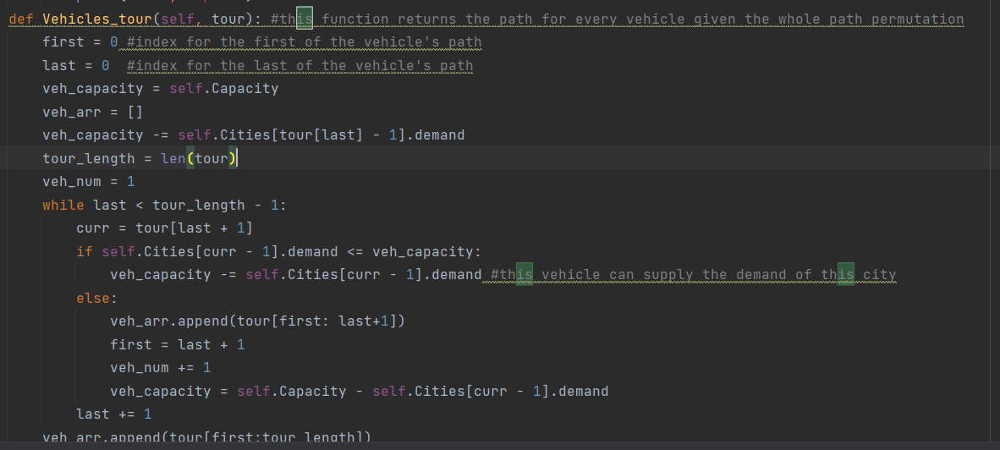 def Vehicles_tour(self, tour): #this function returns the path for every vehicle given the whole path permutation
    first = 0 #index for the first of the vehicle's path
    last = 0  #index for the last of the vehicle's path
    veh_capacity = self.Capacity
    veh_arr = []
    veh_capacity -= self.Cities[tour[last] - 1].demand
    tour_length = len(tour)
    veh_num = 1
    while last < tour_length - 1:
        curr = tour[last + 1]
        if self.Cities[curr - 1].demand <= veh_capacity:
            veh_capacity -= self.Cities[curr - 1].demand #this vehicle can supply the demand of this city
        else:
            veh_arr.append(tour[first: last+1])
            first = last + 1
            veh_num += 1
            veh_capacity = self.Capacity - self.Cities[curr - 1].demand
        last += 1
    veh_arr.append(tour[first:tour_length])